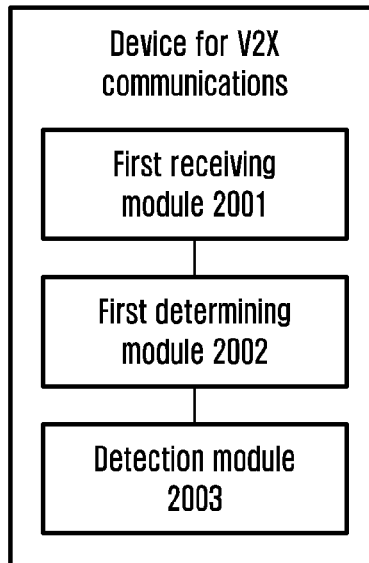 Device for V2X
communications
First receiving
module 2001
First determining
module 2002
Detection module
2003